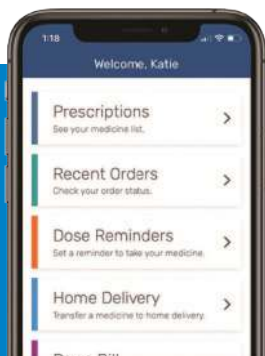 1:18
Welcome, Katie
Prescriptions
See your medicine list.
Recent Orders
Check your order status.
Dose Reminders
Set a reminder to take your medicine.
Home Delivery
Transfer a medicine to home delivery.